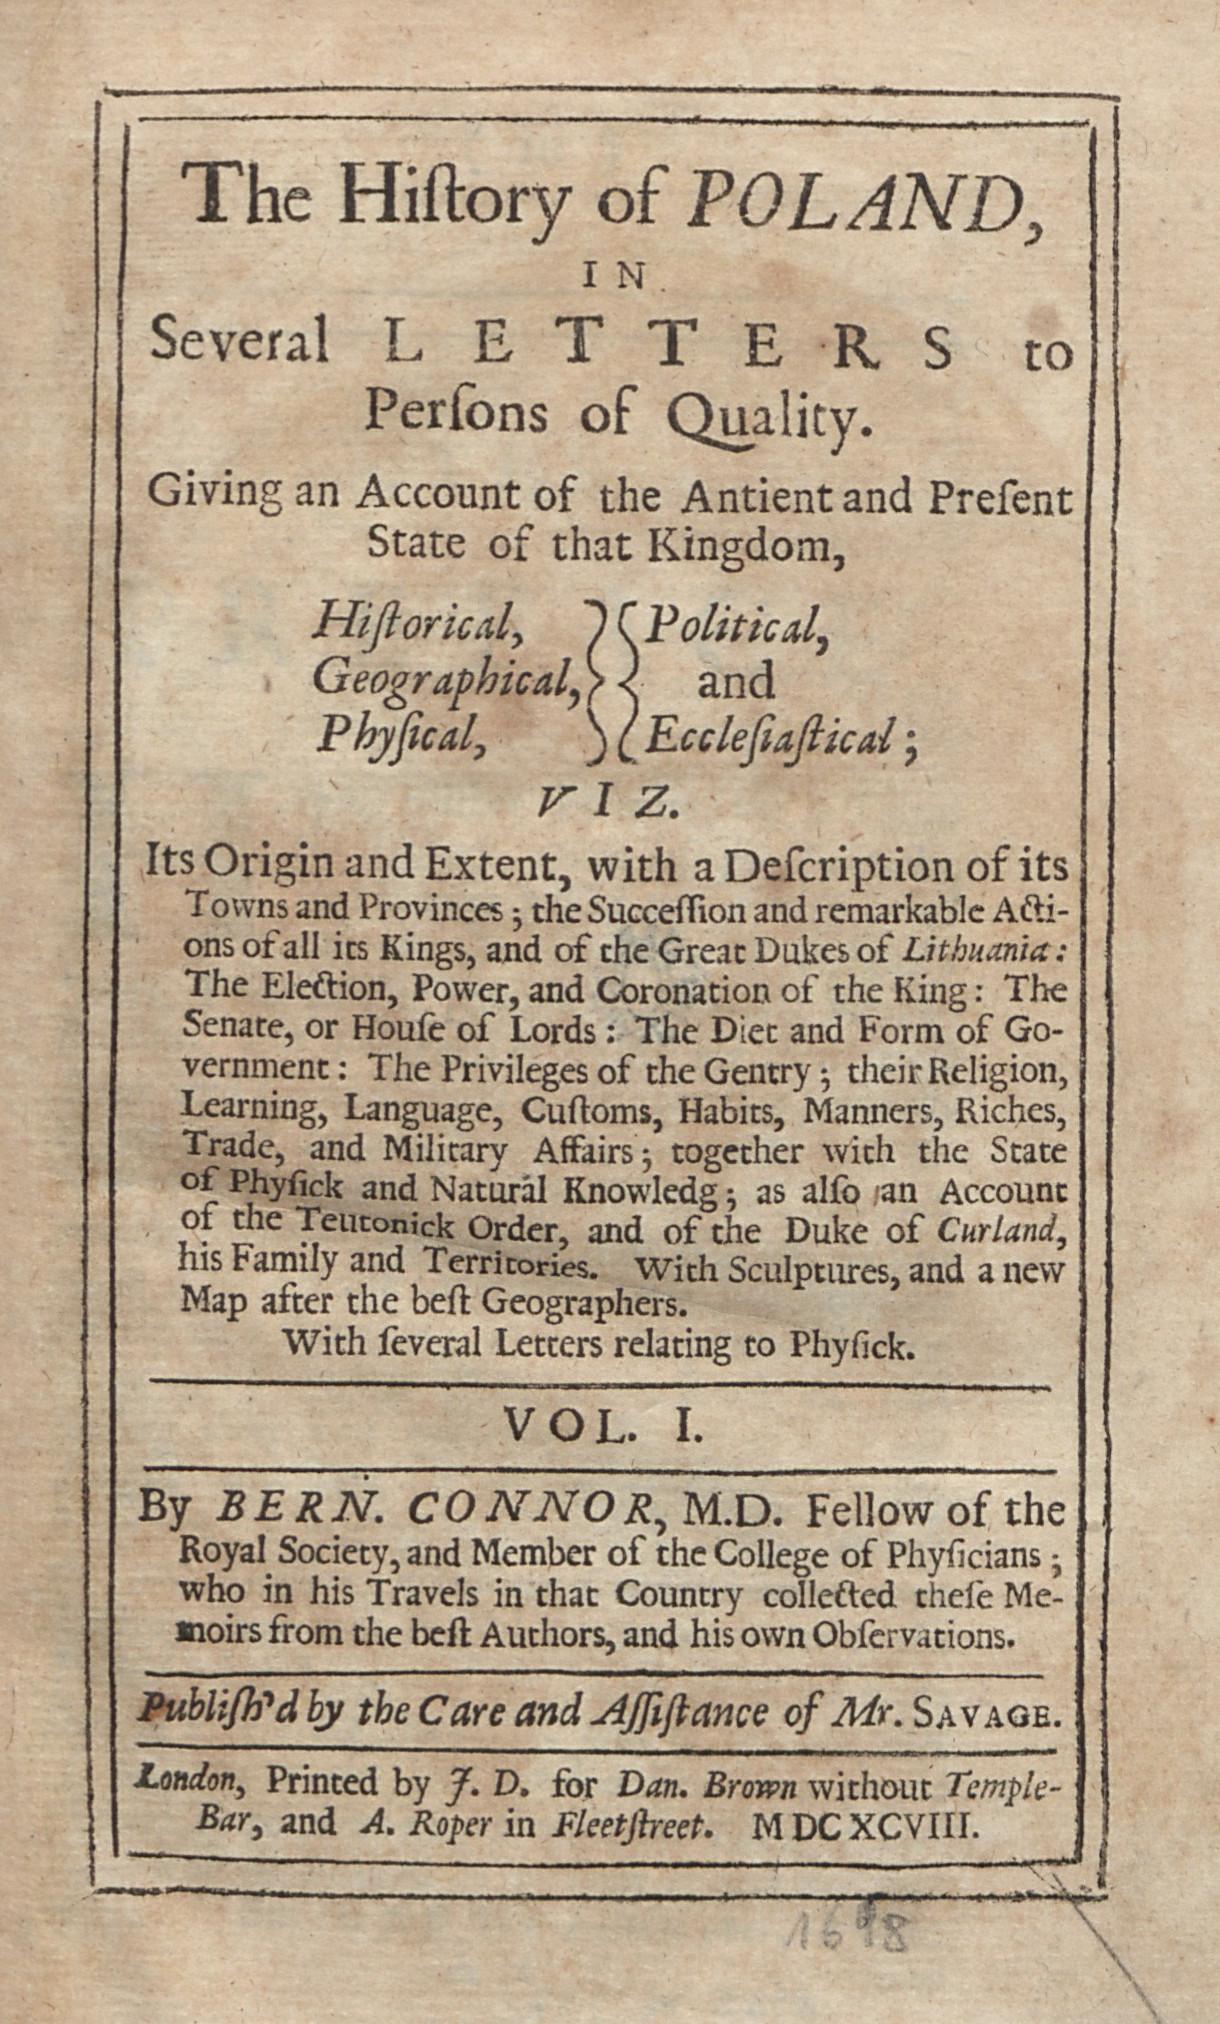 The Hiſtory of POLAND,
IN
Several LETTERS to
Perſons of Quality.
Giving an Account of the Antient and Preſent
State of that Kingdom,
Hiſtorical, Political,
Geographical, and
Phyſical, Eccleſiaſtical;
VIZ.
Its Origin and Extent, with a Deſcription of its
Towns and Provinces; the Succeſſion and remarkable Acti-
ons of all its Kings, and of the Great Dukes of Lithuania:
The Election, Power, and Coronation of the King: The
Senate, or Houſe of Lords: The Diet and Form of Go-
vernment: The Privileges of the Gentry; their Religion,
Learning, Language, Cuſtoms, Habits, Manners, Riches,
Trade, and Military Affairs; together with the State
of Phyſick and Natural Knowledg; as alſo an Account
of the Teutonick Order, and of the Duke of Curland,
his Family and Territories. With Sculptures, and a new
Map after the beſt Geographers.
With ſeveral Letters relating to Phyſick.
VOL. I.
By BERN. CONNOR, M.D. Fellow of the
Royal Society, and Member of the College of Phyſicians;
who in his Travels in that Country collected theſe Me-
moirs from the beſt Authors, and his own Obſervations.
Publiſh'd by the Care and Aſſiſtance of Mr. SAVAGE.
London, Printed by J. D. for Dan. Brown without Temple-
Bar, and A. Roper in Fleetſtreet. MDCXCVIII.
1698